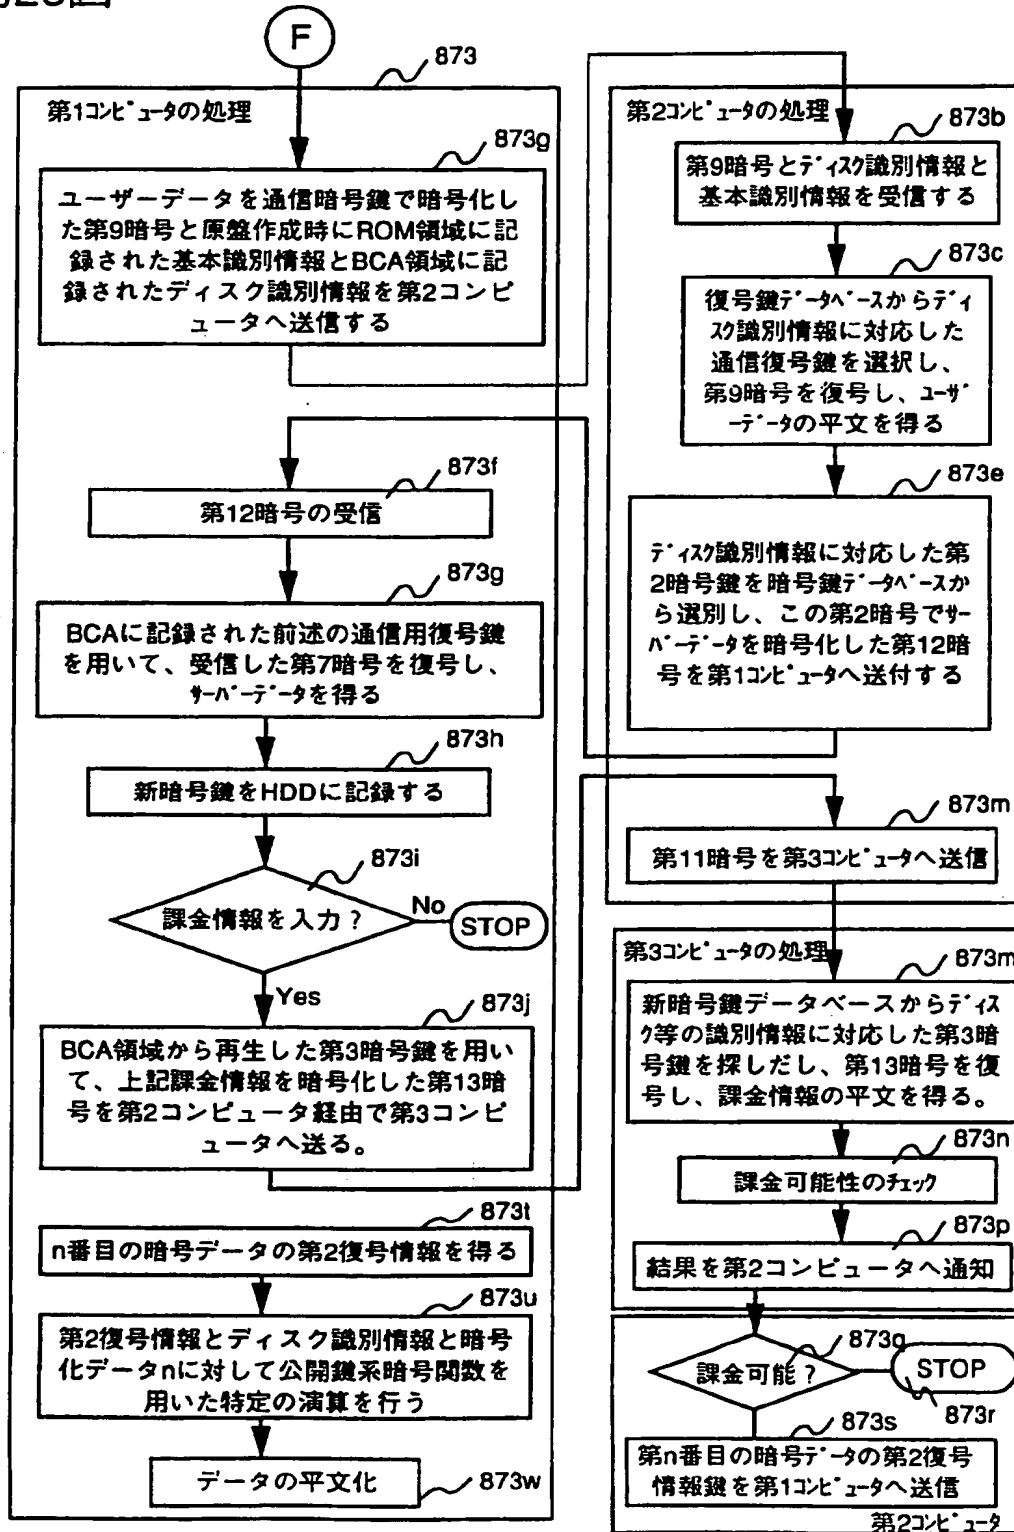 F
873
第1コンピュータの処理
873g
ユーザーデータを通信暗号鍵で暗号化し
た第9暗号と原盤作成時にROM領域に記
録された基本識別情報とBCA領域に記
録されたディスク識別情報を第2コンピ
ュータへ送信する
873f
第12暗号の受信
873g
BCAに記録された前述の通信用復号鍵
を用いて、受信した第7暗号を復号し、
サーバーデータを得る
873h
新暗号鍵をHDDに記録する
873i
課金情報を入力?
No
STOP
Yes
873j
BCA領域から再生した第3暗号鍵を用い
て、上記課金情報を暗号化した第13暗
号を第2コンピュータ経由で第3コンピ
ュータへ送る。
873t
n番目の暗号データの第2復号情報を得る
873u
第2復号情報とディスク識別情報と暗号
化データnに対して公開鍵系暗号関数を
用いた特定の演算を行う
データの平文化
873w
第2コンピュータの処理
873b
第9暗号とディスク識別情報と
基本識別情報を受信する
873c
復号鍵データベースからディ
スク識別情報に対応した
通信復号鍵を選択し、
第9暗号を復号し、ユーザ
ーデータの平文を得る
873e
ディスク識別情報に対応した第
2暗号鍵を暗号鍵データベースか
ら選別し、この第2暗号でサー
バーデータを暗号化した第12暗
号を第1コンピュータへ送付する
873m
第11暗号を第3コンピュータへ送信
第3コンピュータの処理
873m
新暗号鍵データベースからディス
ク等の識別情報に対応した第3暗
号鍵を探しだし、第13暗号を復
号し、課金情報の平文を得る。
873n
課金可能性のチェック
873p
結果を第2コンピュータへ通知
873q
課金可能?
STOP
873r
873s
第n番目の暗号データの第2復号
情報鍵を第1コンピュータへ送信
第2コンピュータ